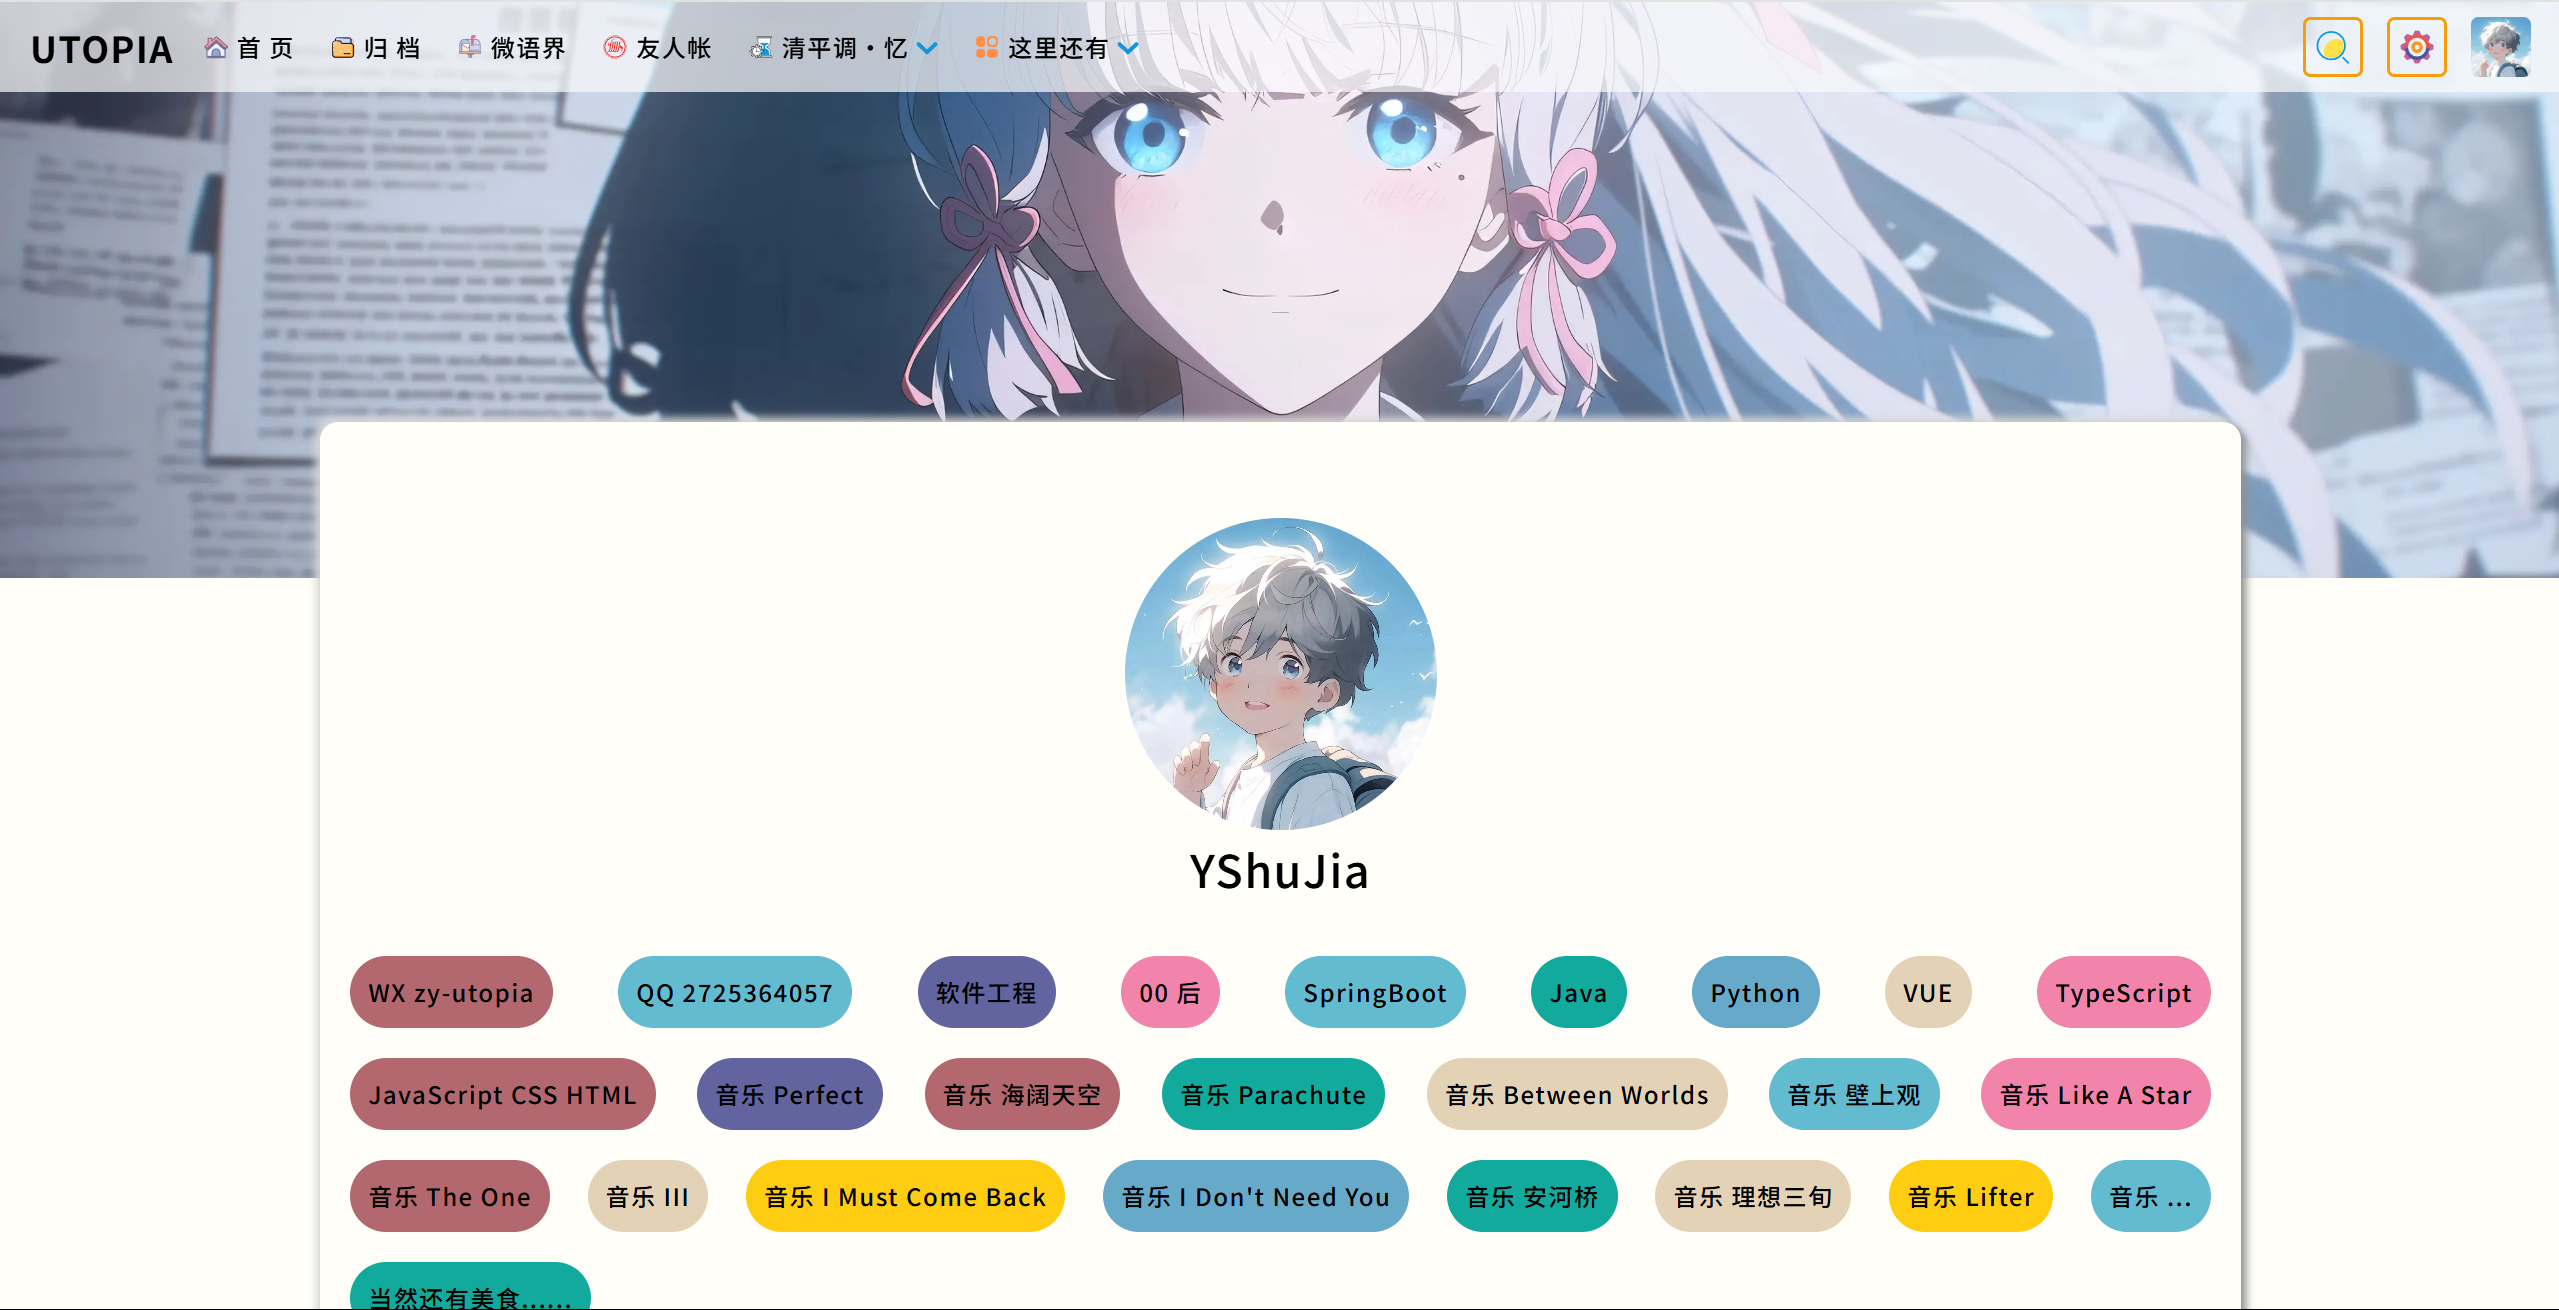 UTOPIA 首 页 归 档 微语界 友人帐 清平调·忆 这里还有
YShuJia
WX zy-utopia QQ 2725364057 软件工程 00 后 SpringBoot Java Python VUE TypeScript
JavaScript CSS HTML 音乐 Perfect 音乐 海阔天空 音乐 Parachute 音乐 Between Worlds 音乐 壁上观 音乐 Like A Star
音乐 The One 音乐 III 音乐 I Must Come Back 音乐 I Don't Need You 音乐 安河桥 音乐 理想三旬 音乐 Lifter 音乐 ...
当然还有美食......